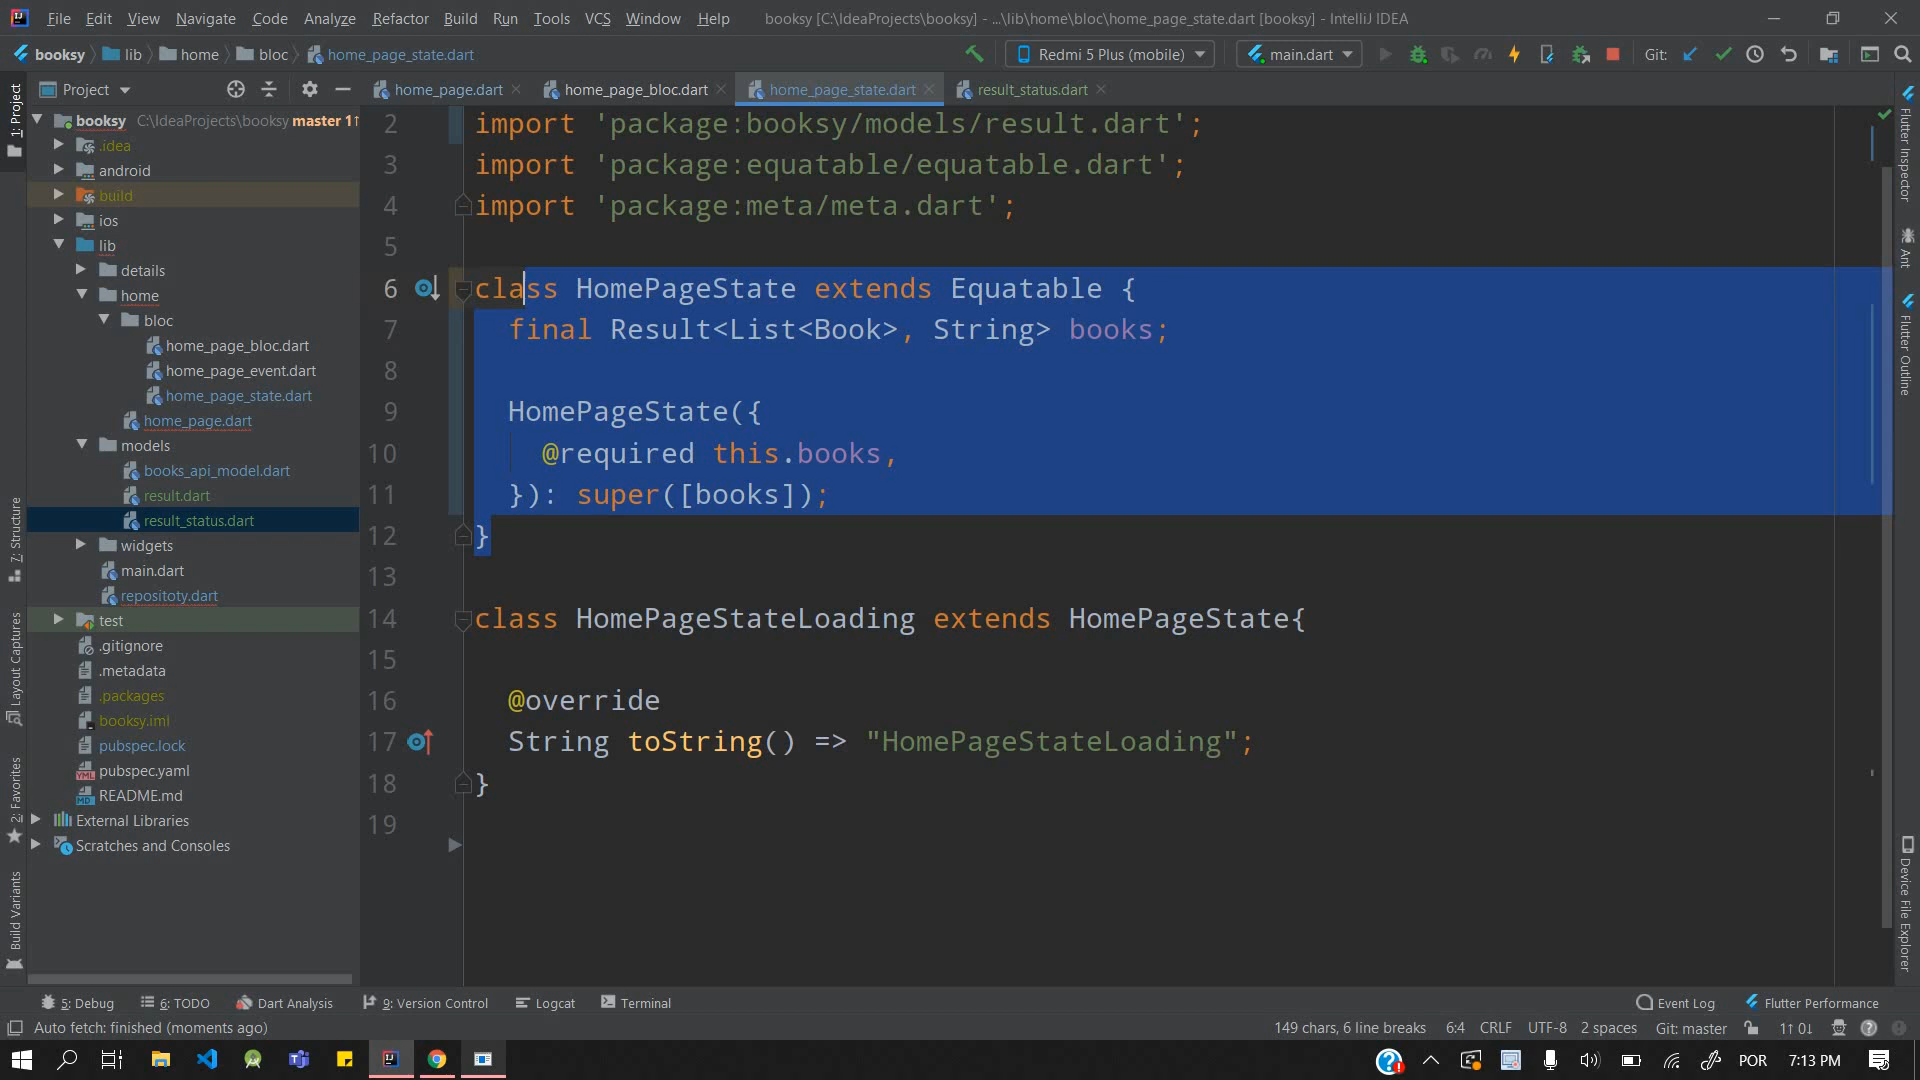 File Edit View Navigate Code Analyze Refactor Build Run Tools VCS Window Help booksy [C:\IdeaProjects\booksy] - ...\lib\home\bloc\home_page_state.dart [booksy] - IntelliJ IDEA
booksy lib home bloc home_page_state.dart Redmi 5 Plus (mobile) main.dart Git:
Project home_page.dart home_page_bloc.dart home_page_state.dart result_status.dart
booksy C:\IdeaProjects\booksy master 1↑
.idea
android
build
ios
lib
details
home
bloc
home_page_bloc.dart
home_page_event.dart
home_page_state.dart
home_page.dart
models
books_api_model.dart
result.dart
result_status.dart
widgets
main.dart
repositoty.dart
test
.gitignore
.metadata
.packages
booksy.iml
pubspec.lock
pubspec.yaml
README.md
External Libraries
Scratches and Consoles
1: Project
7: Structure
Layout Captures
2: Favorites
Build Variants
2 import 'package:booksy/models/result.dart';
3 import 'package:equatable/equatable.dart';
4 import 'package:meta/meta.dart';
5
6 class HomePageState extends Equatable {
7 final Result<List<Book>, String> books;
8
9 HomePageState({
10 @required this.books,
11 }): super([books]);
12 }
13
14 class HomePageStateLoading extends HomePageState{
15
16 @override
17 String toString() => "HomePageStateLoading";
18 }
19
Flutter Inspector
Ant
Flutter Outline
Device File Explorer
5: Debug 6: TODO Dart Analysis 9: Version Control Logcat Terminal Event Log Flutter Performance
Auto fetch: finished (moments ago) 149 chars, 6 line breaks 6:4 CRLF UTF-8 2 spaces Git: master 1↑ 0↓
POR 7:13 PM